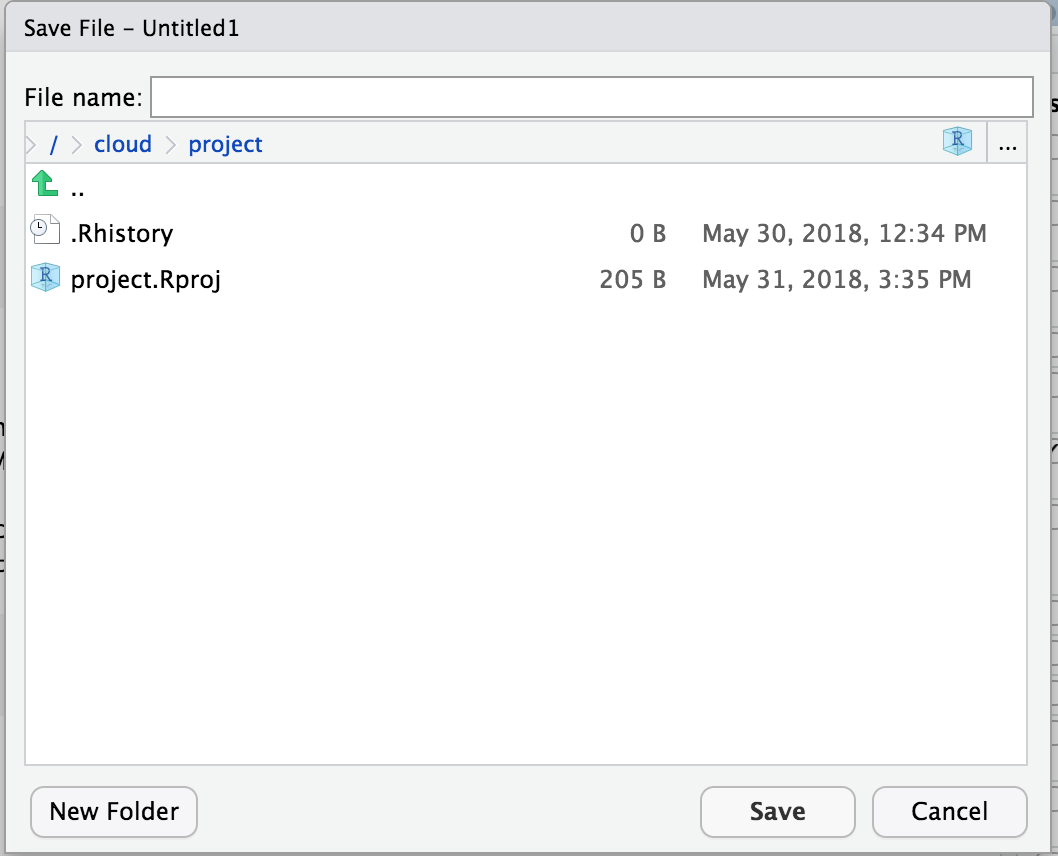 Save File – Untitled1
File name:
/ cloud project R ...
..
.Rhistory 0 B May 30, 2018, 12:34 PM
R project.Rproj 205 B May 31, 2018, 3:35 PM
New Folder Save Cancel